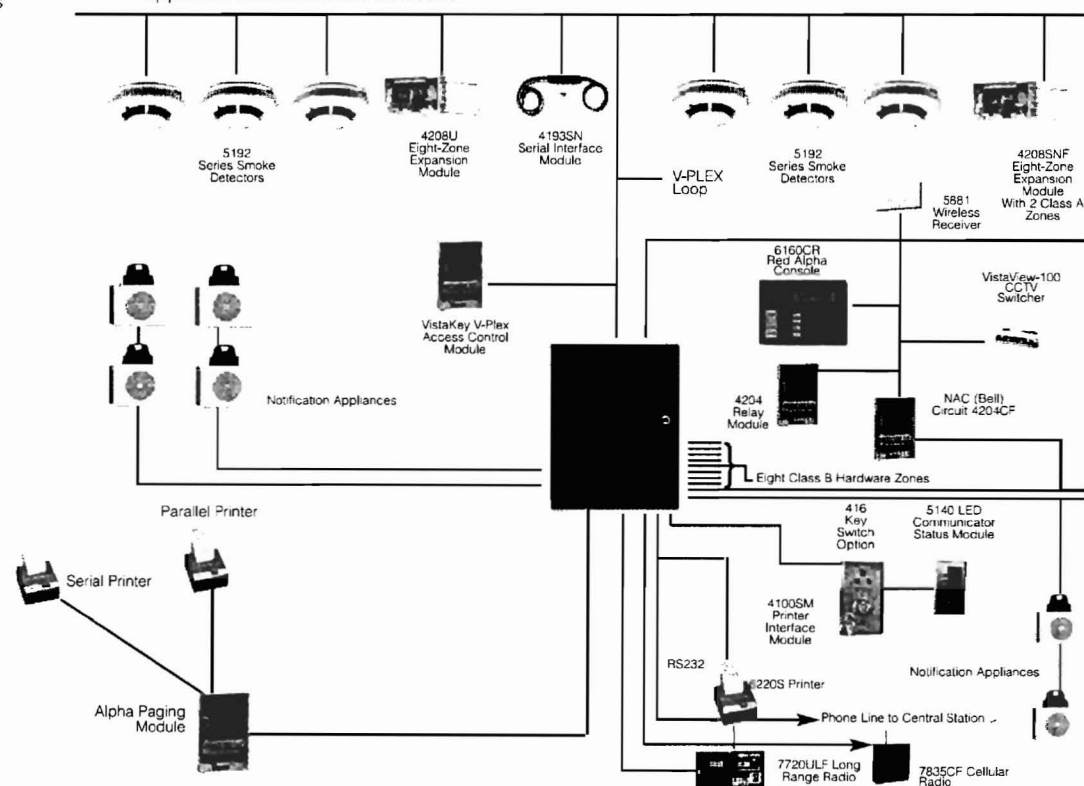 5192
Series Smoke
Detectors
4208U
Eight-Zone
Expansion
Module
4193SN
Serial Interface
Module
V-PLEX
Loop
5192
Series Smoke
Detectors
4208SNF
Eight-Zone
Expansion
Module
With 2 Class A
Zones
5881
Wireless
Receiver
6160CR
Red Alpha
Console
VistaView-100
CCTV
Switcher
VistaKey V-Plex
Access Control
Module
Notification Appliances
4204
Relay
Module
NAC (Bell)
Circuit 4204CF
Eight Class B Hardware Zones
Parallel Printer
Serial Printer
416
Key
Switch
Option
5140 LED
Communicator
Status Module
4100SM
Printer
Interface
Module
RS232
6220S Printer
Notification Appliances
Alpha Paging
Module
Phone Line to Central Station
7720ULF Long
Range Radio
7835CF Cellular
Radio